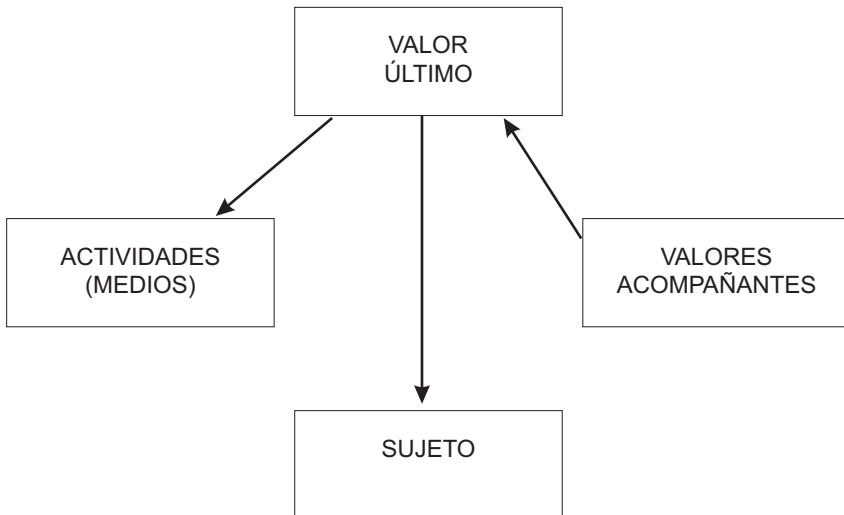 VALOR
ÚLTIMO
ACTIVIDADES
(MEDIOS)
VALORES
ACOMPAÑANTES
SUJETO